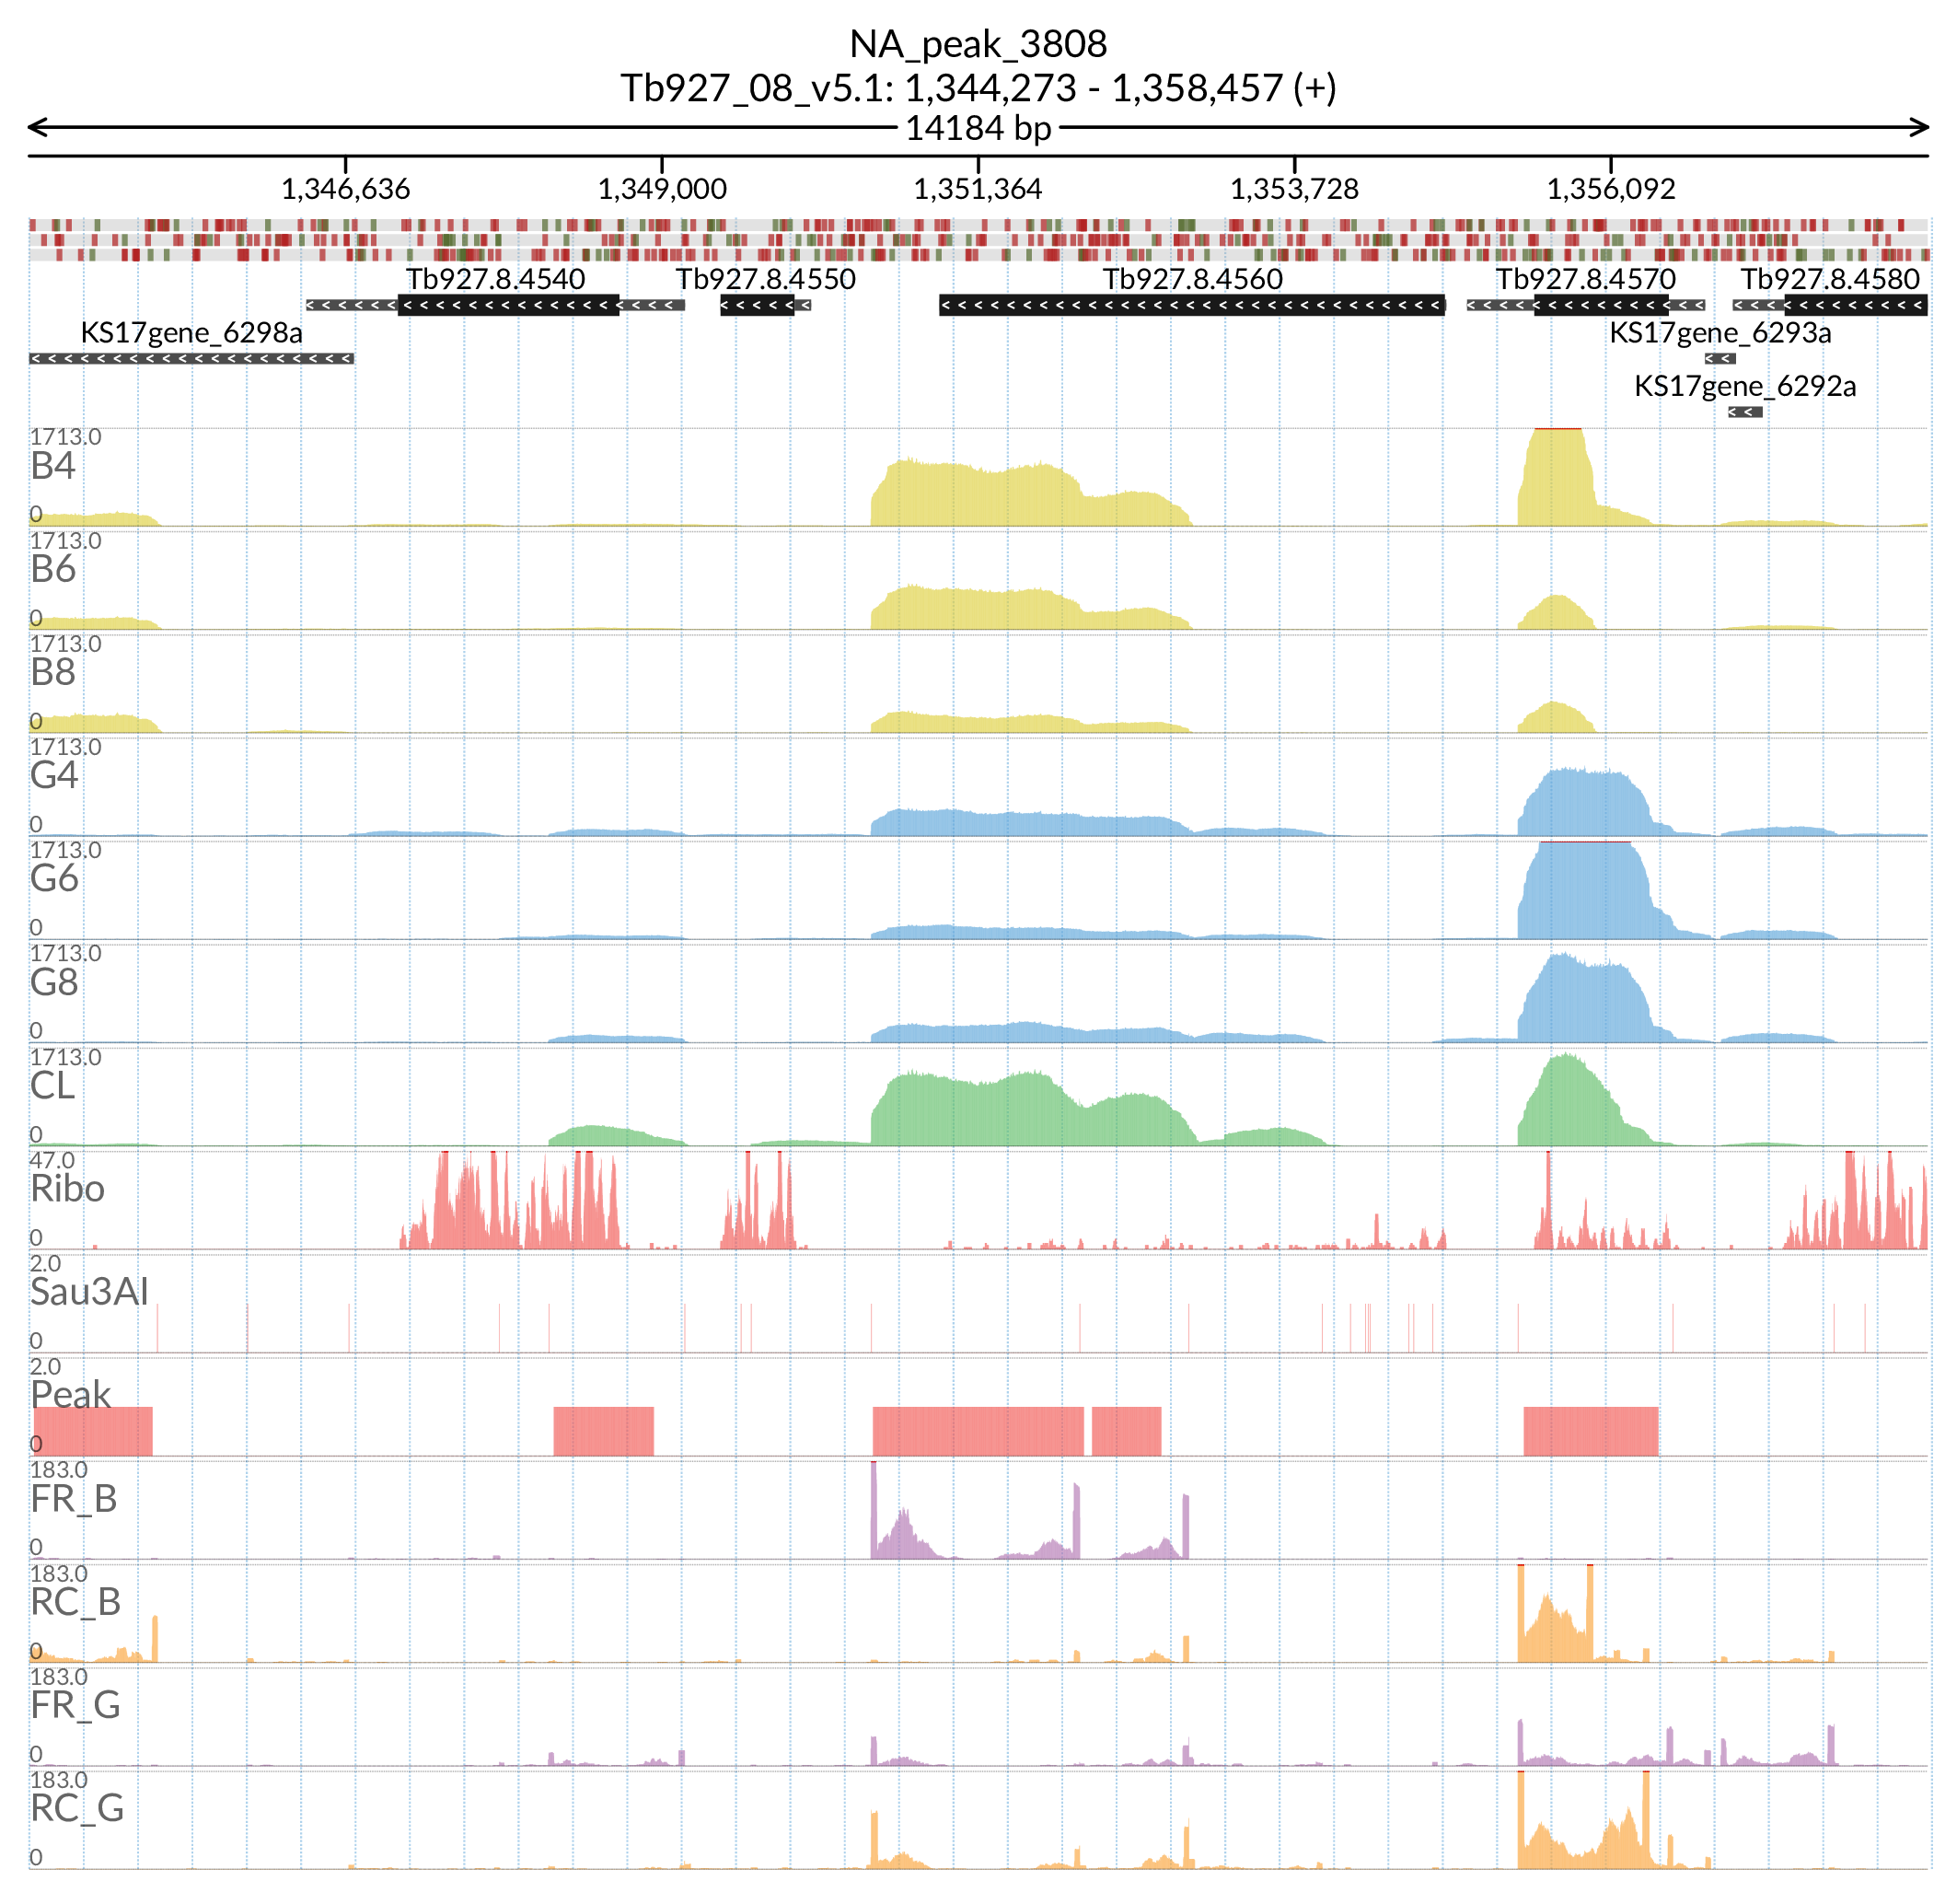 NA_peak_3808
Tb927_08_v5.1: 1,344,273 - 1,358,457 (+)
14184 bp
1,346,636 1,349,000 1,351,364 1,353,728 1,356,092
Tb927.8.4540 Tb927.8.4550 Tb927.8.4560 Tb927.8.4570 Tb927.8.4580
KS17gene_6298a KS17gene_6293a
KS17gene_6292a
1713.0
B4
0
1713.0
B6
0
1713.0
B8
0
1713.0
G4
0
1713.0
G6
0
1713.0
G8
0
1713.0
CL
0
47.0
Ribo
0
2.0
Sau3AI
0
2.0
Peak
0
183.0
FR_B
0
183.0
RC_B
0
183.0
FR_G
0
183.0
RC_G
0